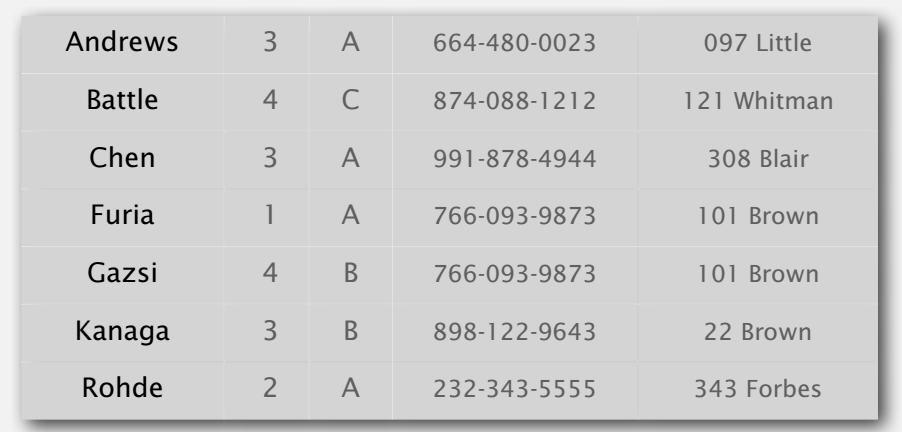 Andrews 3 A 664-480-0023 097 Little
Battle 4 C 874-088-1212 121 Whitman
Chen 3 A 991-878-4944 308 Blair
Furia 1 A 766-093-9873 101 Brown
Gazsi 4 B 766-093-9873 101 Brown
Kanaga 3 B 898-122-9643 22 Brown
Rohde 2 A 232-343-5555 343 Forbes